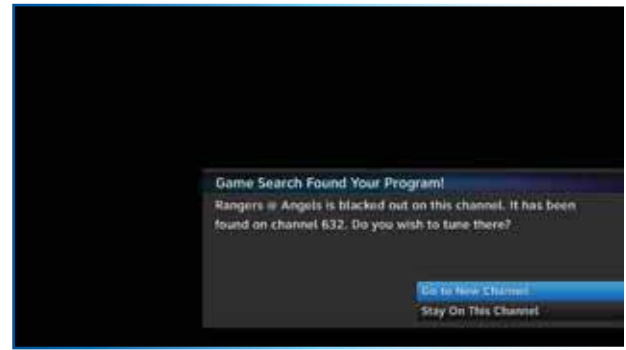 Game Search Found Your Program!
Rangers @ Angels is blacked out on this channel. It has been
found on channel 632. Do you wish to tune there?
Go to New Channel
Stay On This Channel